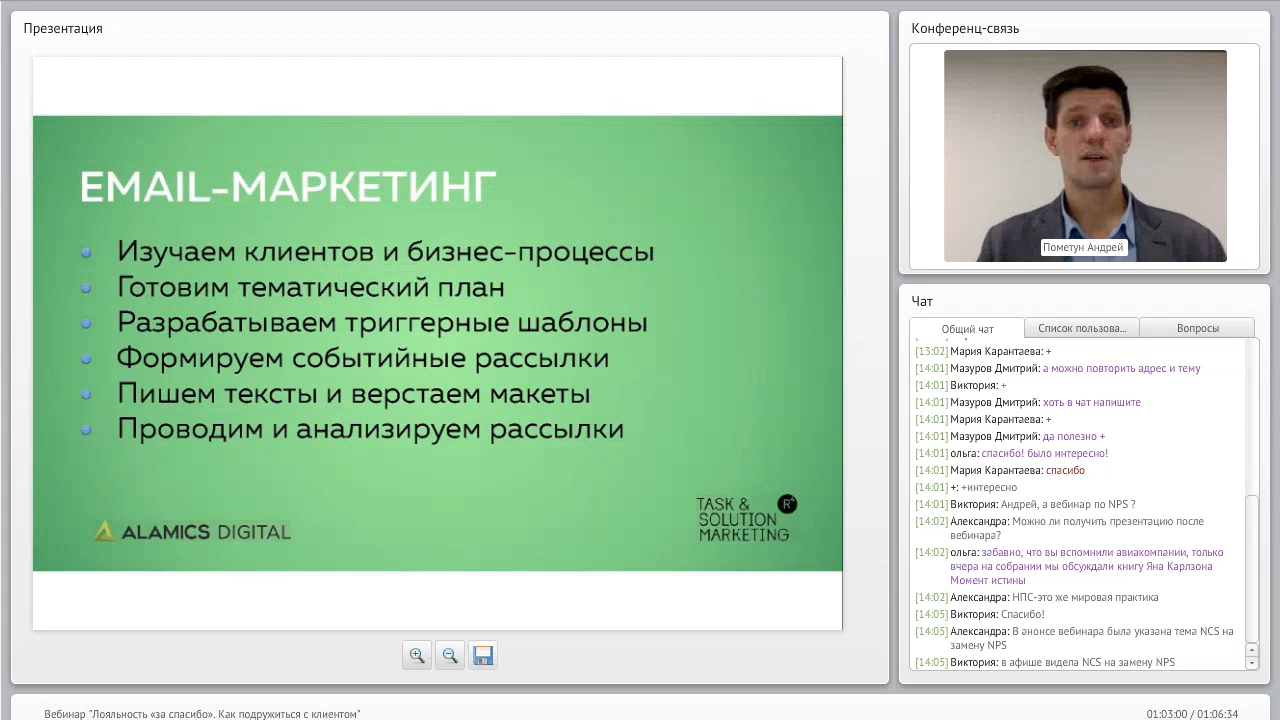 Презентация
EMAIL-МАРКЕТИНГ
Изучаем клиентов и бизнес-процессы
Готовим тематический план
Разрабатываем триггерные шаблоны
Формируем событийные рассылки
Пишем тексты и верстаем макеты
Проводим и анализируем рассылки
ALAMICS DIGITAL
TASK &
SOLUTION
MARKETING
R
Конференц-связь
Пометун Андрей
Чат
Общий чат
Список пользова...
Вопросы
[13:02] Мария Карантаева: +
[14:01] Мазуров Дмитрий: а можно повторить адрес и тему
[14:01] Виктория: +
[14:01] Мазуров Дмитрий: хоть в чат напишите
[14:01] Мария Карантаева: +
[14:01] Мазуров Дмитрий: да полезно +
[14:01] ольга: спасибо! было интересно!
[14:01] Мария Карантаева: спасибо
[14:01] +: +интересно
[14:01] Виктория: Андрей, а вебинар по NPS ?
[14:02] Александра: Можно ли получить презентацию после
вебинара?
[14:02] ольга: забавно, что вы вспомнили авиакомпании, только
вчера на собрании мы обсуждали книгу Яна Карлзона
Момент истины
[14:02] Александра: НПС-это же мировая практика
[14:05] Виктория: Спасибо!
[14:05] Александра: В анонсе вебинара была указана тема NCS на
замену NPS
[14:05] Виктория: в афише видела NCS на замену NPS
Вебинар "Лояльность «за спасибо». Как подружиться с клиентом"
01:03:00 / 01:06:34